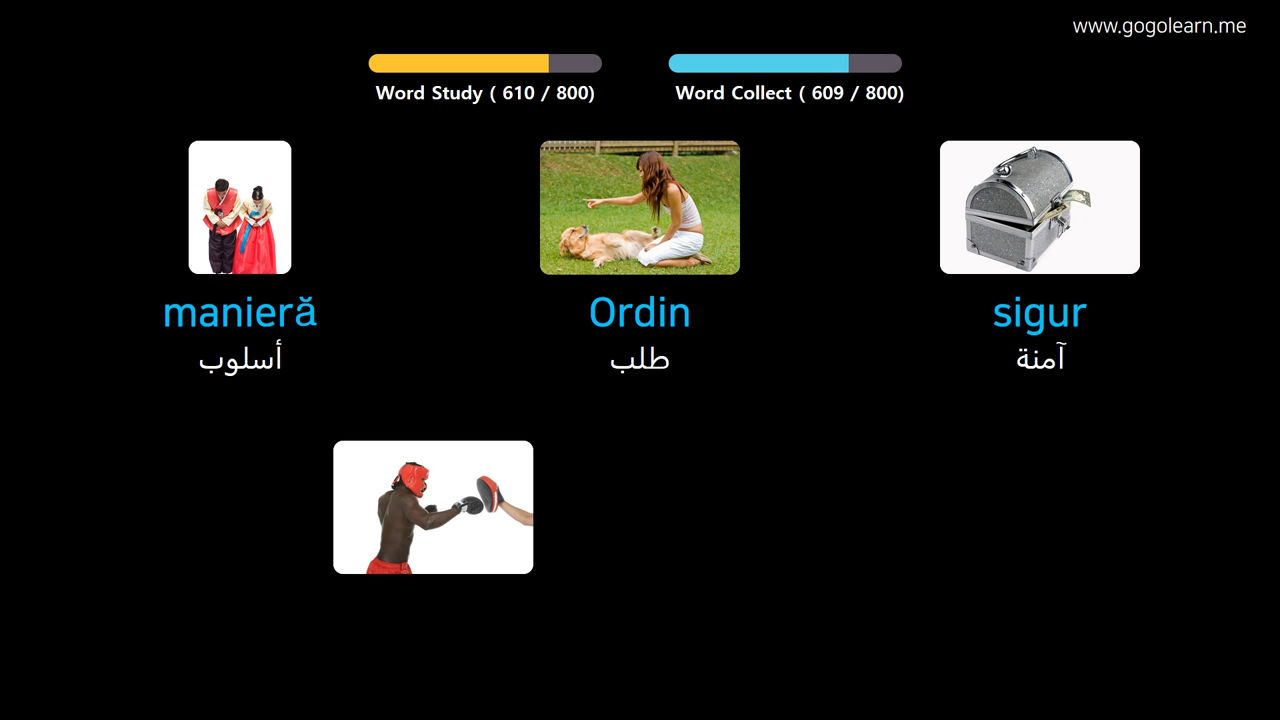 www.gogolearn.me
Word Study ( 610 / 800)
Word Collect ( 609 / 800)
manieră
Ordin
sigur
أسلوب
طلب
آمنة